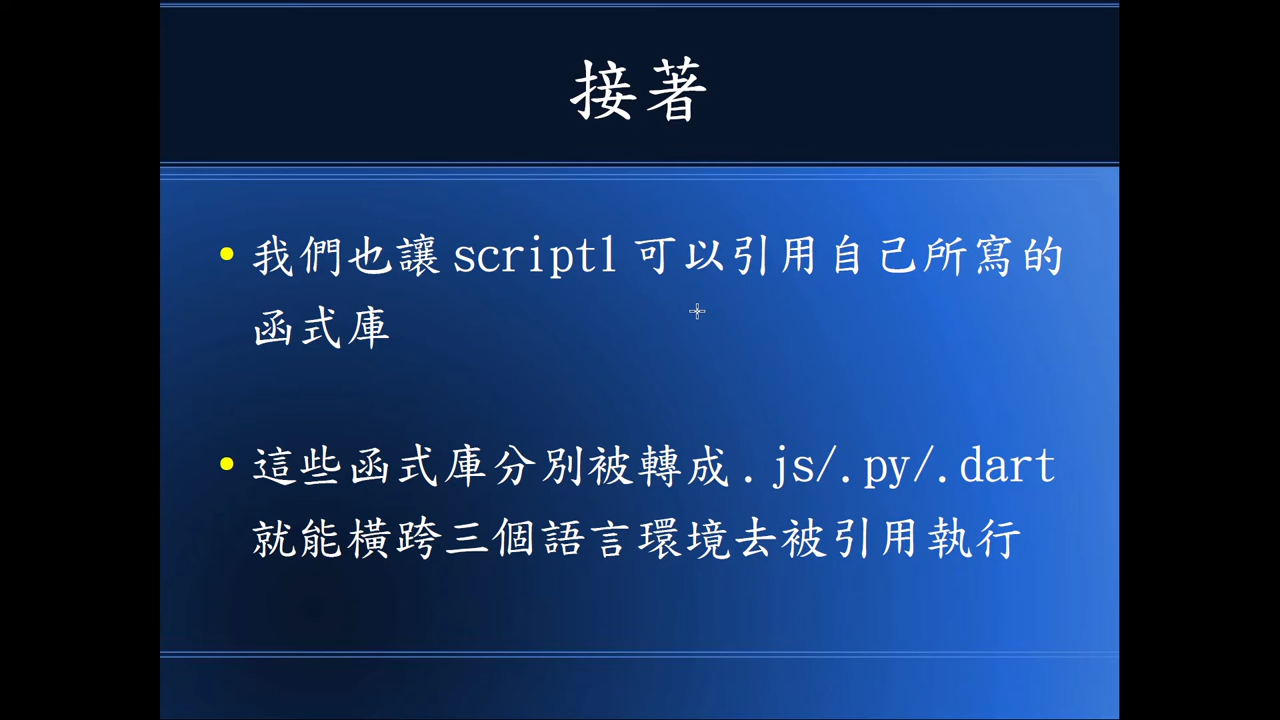 接著
我們也讓 script1 可以引用自己所寫的
函式庫
這些函式庫分別被轉成.js/.py/.dart
就能橫跨三個語言環境去被引用執行